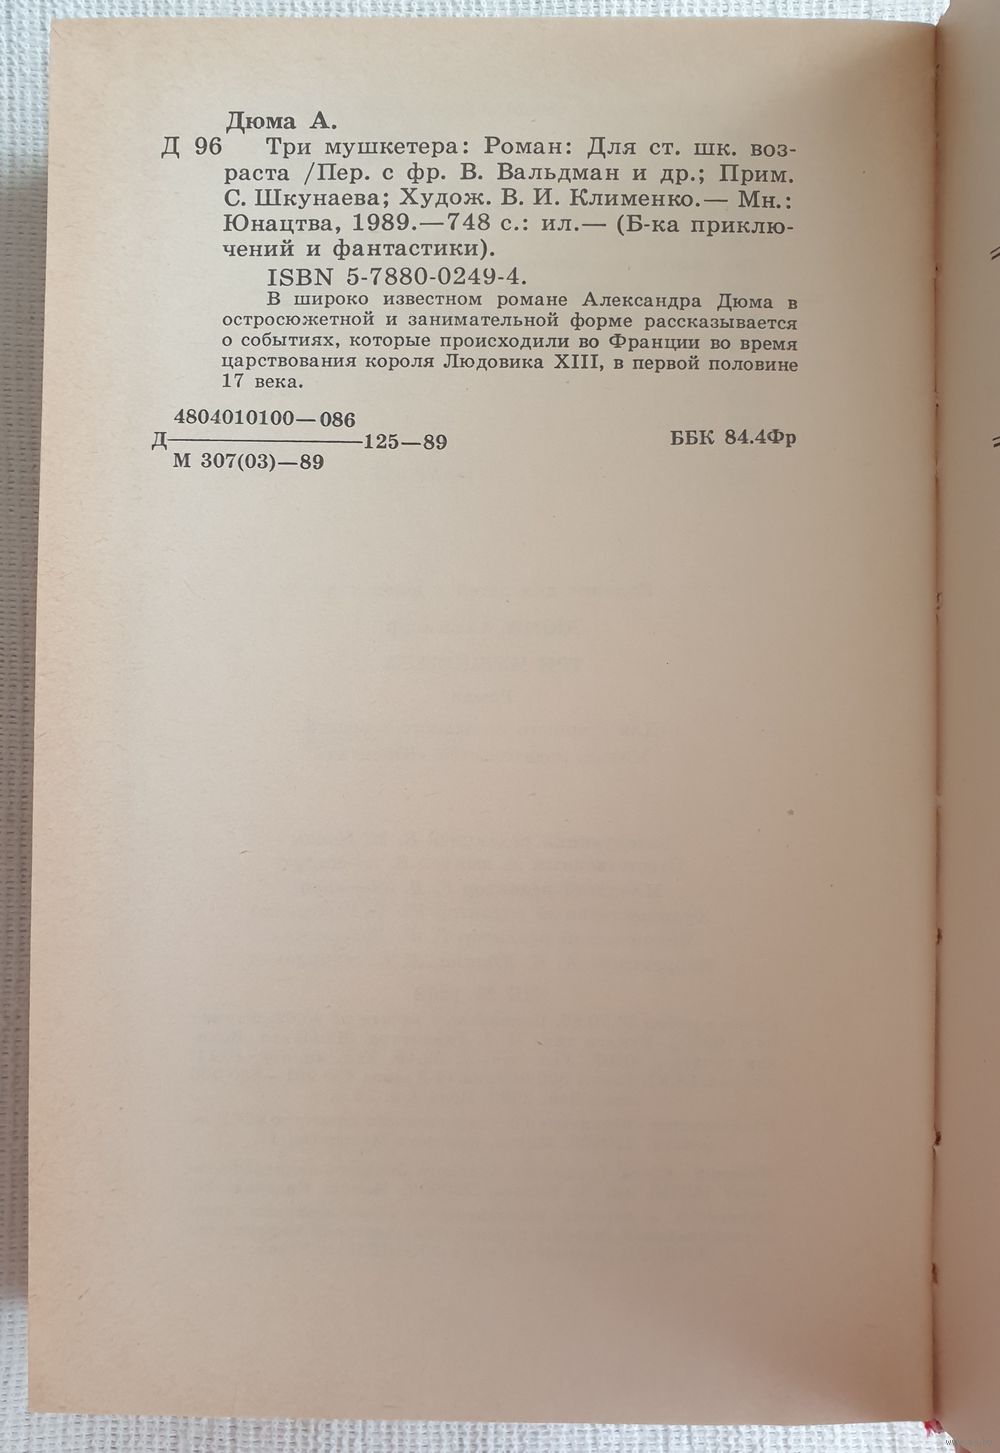 Дюма А.
Д 96 Три мушкетера: Роман: Для ст. шк. воз-
раста /Пер. с фр. В. Вальдман и др.; Прим.
С. Шкунаева; Худож. В. И. Клименко.— Мн.:
Юнацтва, 1989.—748 с.: ил.— (Б-ка приклю-
чений и фантастики).
ISBN 5-7880-0249-4.
В широко известном романе Александра Дюма в
остросюжетной и занимательной форме рассказывается
о событиях, которые происходили во Франции во время
царствования короля Людовика XIII, в первой половине
17 века.
4804010100—086
Д 125—89
М 307(03)—89
ББК 84.4Фр